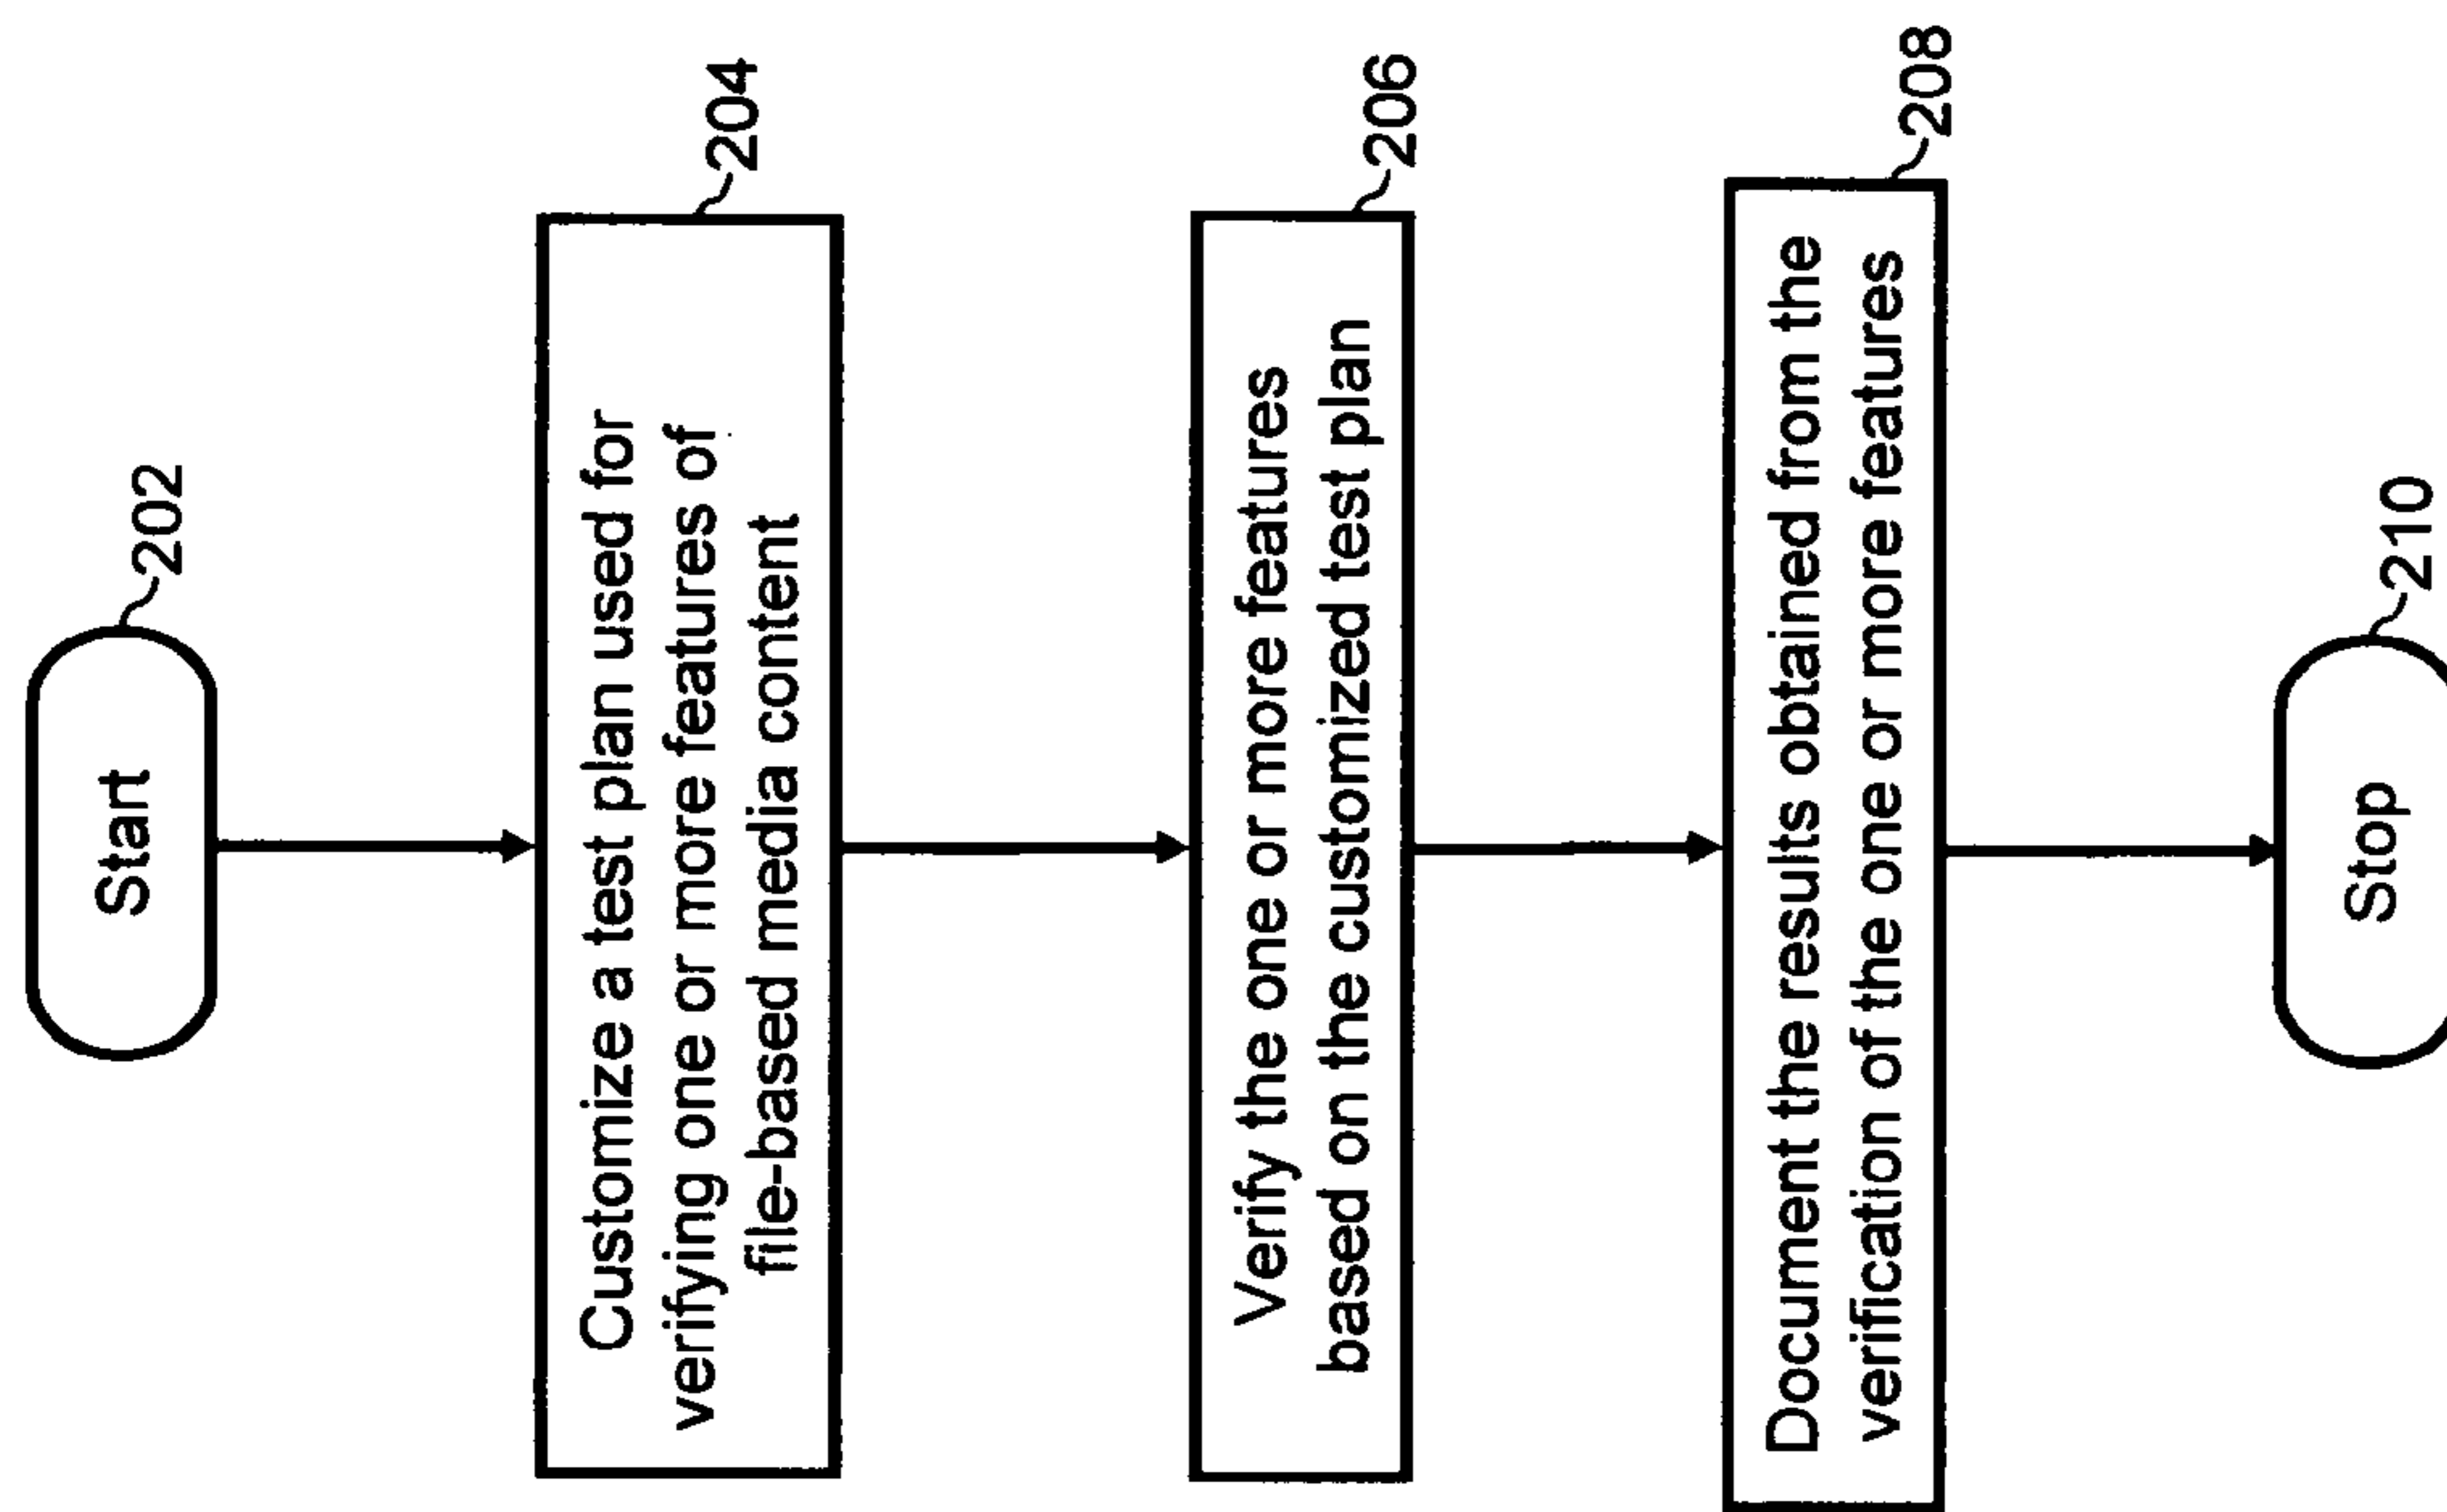 Start
202
Customize a test plan used for
verifying one or more features of
file-based media content
204
Verify the one or more features
based on the customized test plan
206
Document the results obtained from the
verification of the one or more features
208
Stop
210